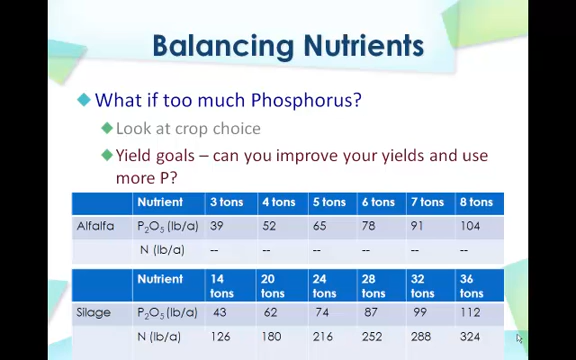 Balancing Nutrients
What if too much Phosphorus?
Look at crop choice
Yield goals – can you improve your yields and use
more P?
Nutrient 3 tons 4 tons 5 tons 6 tons 7 tons 8 tons
Alfalfa P₂O₅ (lb/a) 39 52 65 78 91 104
N (lb/a) -- -- -- -- -- --
Nutrient 14 tons 20 tons 24 tons 28 tons 32 tons 36 tons
Silage P₂O₅ (lb/a) 43 62 74 87 99 112
N (lb/a) 126 180 216 252 288 324